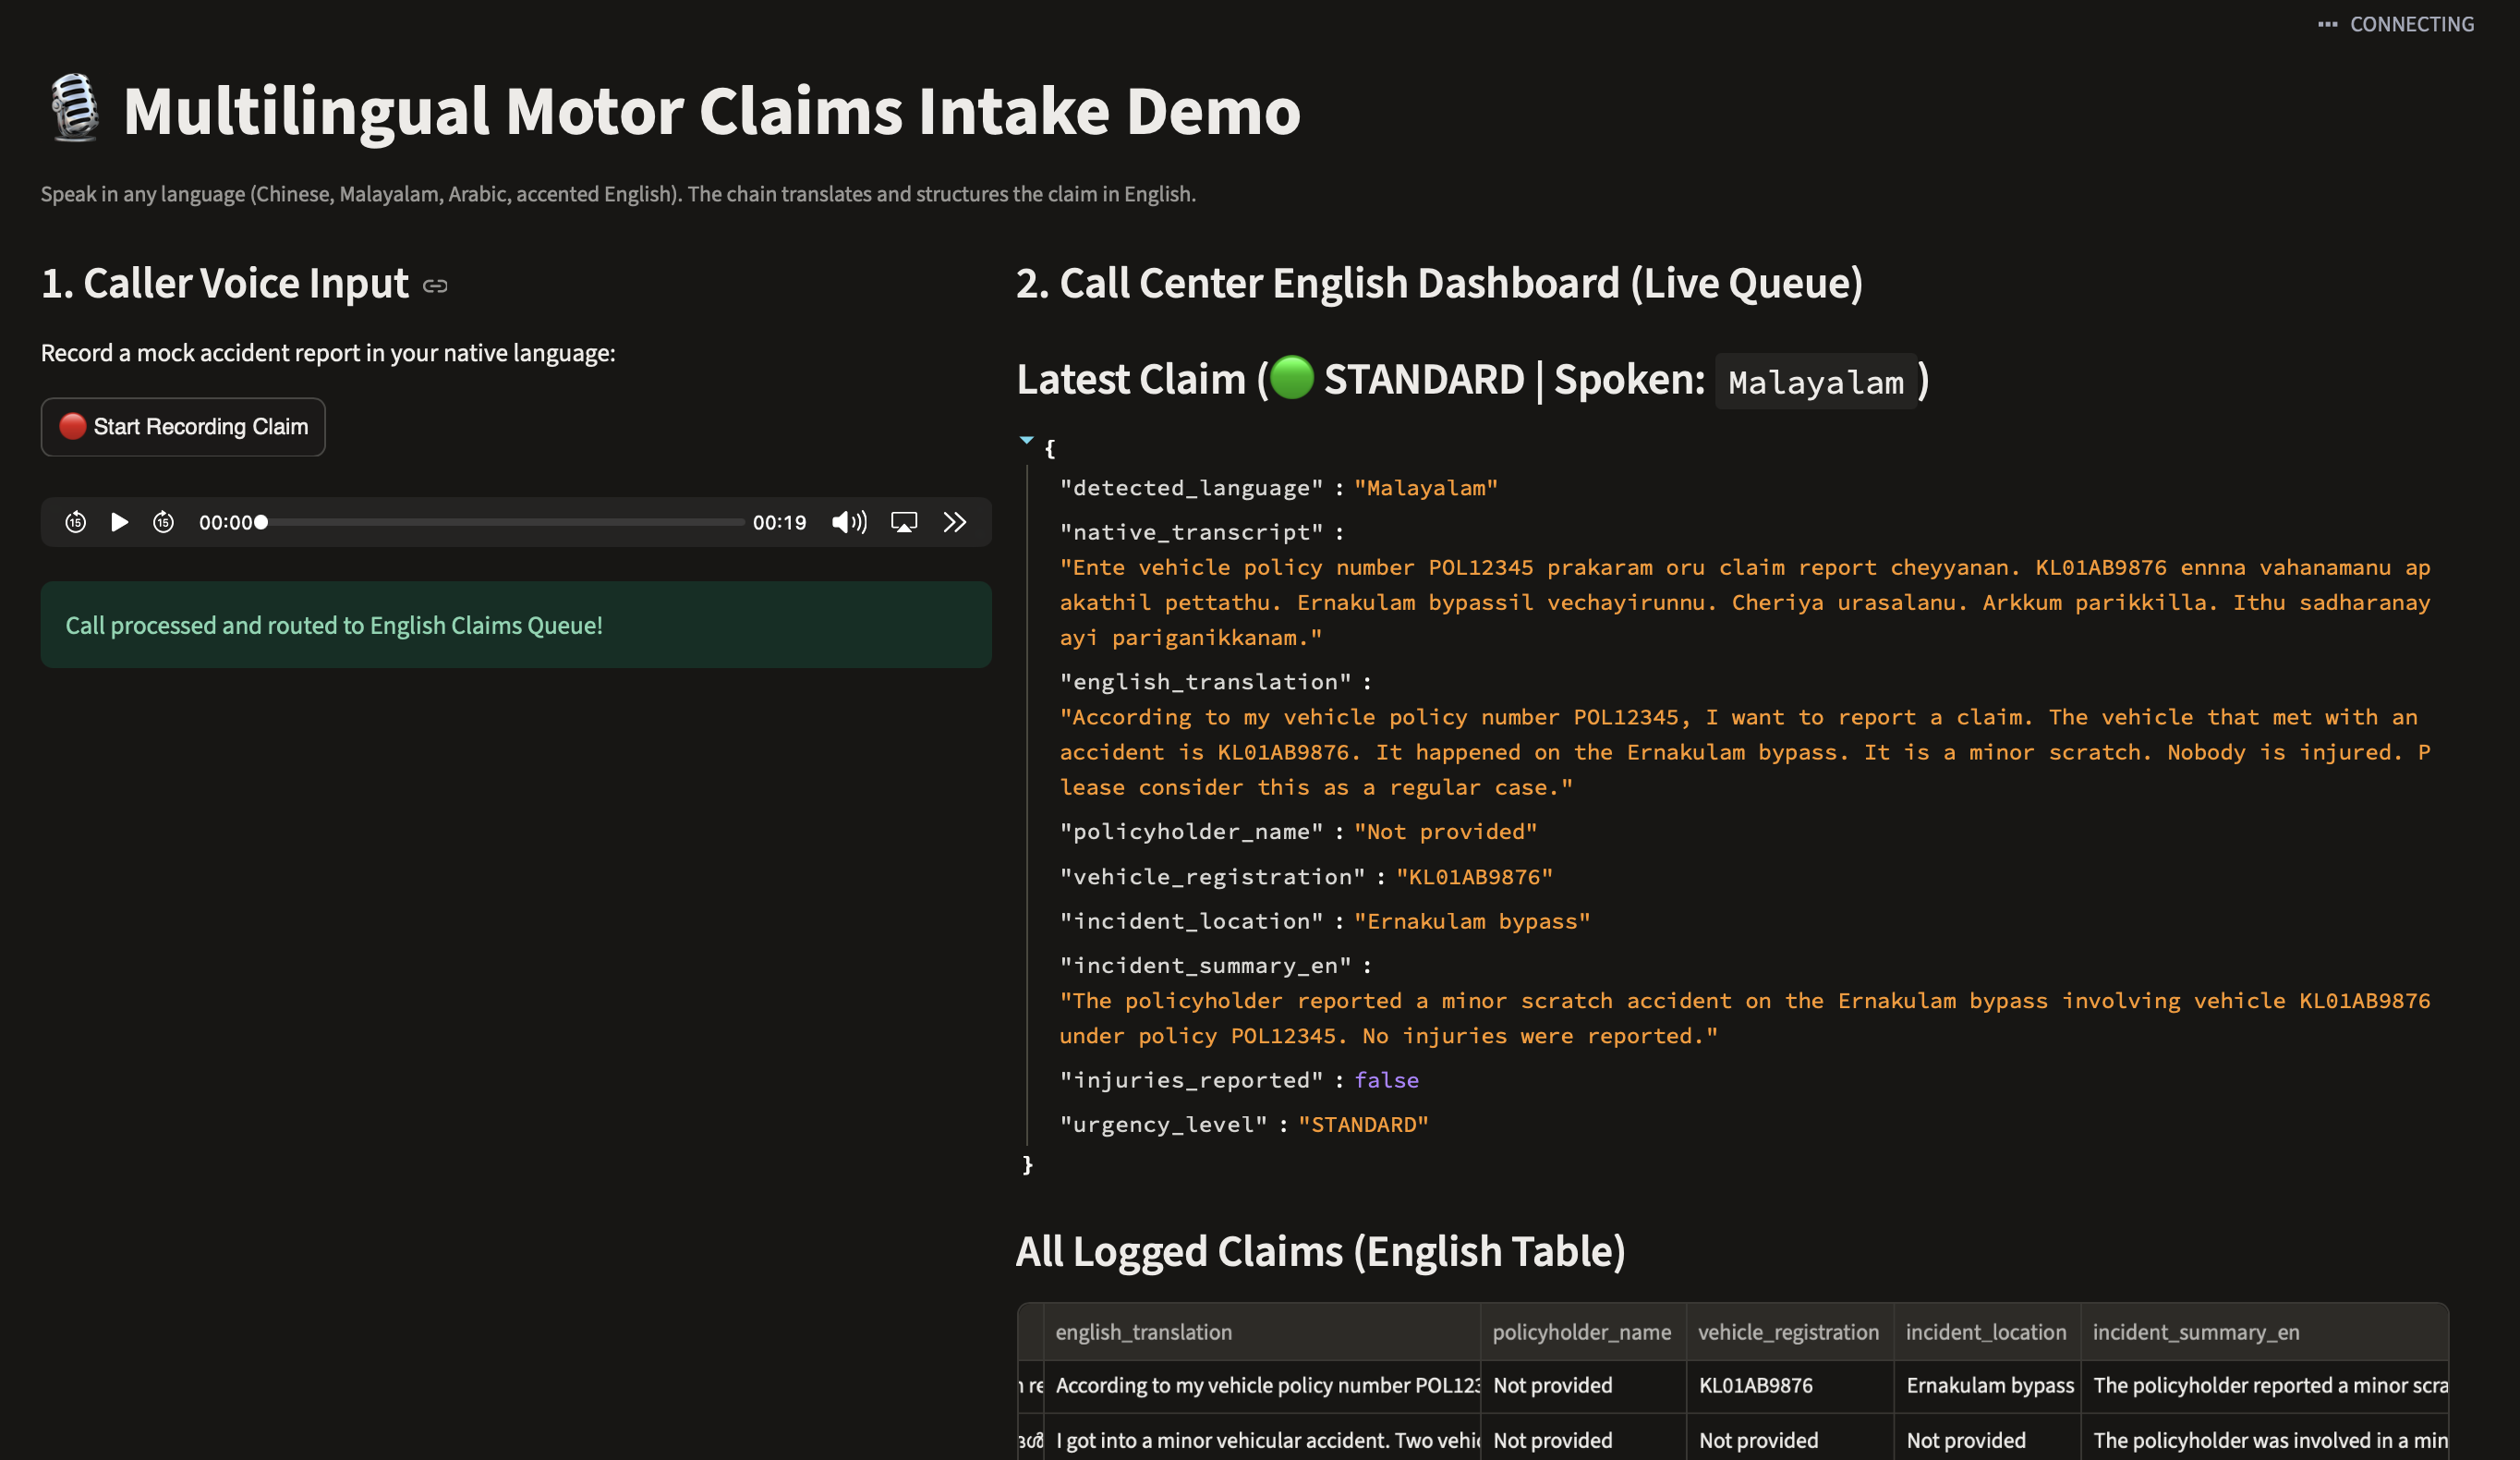 CONNECTING
Multilingual Motor Claims Intake Demo
Speak in any language (Chinese, Malayalam, Arabic, accented English). The chain translates and structures the claim in English.
1. Caller Voice Input
Record a mock accident report in your native language:
Start Recording Claim
15 15 00:00 00:19
Call processed and routed to English Claims Queue!
2. Call Center English Dashboard (Live Queue)
Latest Claim (🟢 STANDARD | Spoken: Malayalam)
{
"detected_language" : "Malayalam"
"native_transcript" :
"Ente vehicle policy number POL12345 prakaram oru claim report cheyyanan. KL01AB9876 ennna vahanamanu ap
akathil pettathu. Ernakulam bypassil vechayirunnu. Cheriya urasalanu. Arkkum parikkilla. Ithu sadharanay
ayi pariganikkanam."
"english_translation" :
"According to my vehicle policy number POL12345, I want to report a claim. The vehicle that met with an
accident is KL01AB9876. It happened on the Ernakulam bypass. It is a minor scratch. Nobody is injured. P
lease consider this as a regular case."
"policyholder_name" : "Not provided"
"vehicle_registration" : "KL01AB9876"
"incident_location" : "Ernakulam bypass"
"incident_summary_en" :
"The policyholder reported a minor scratch accident on the Ernakulam bypass involving vehicle KL01AB9876
under policy POL12345. No injuries were reported."
"injuries_reported" : false
"urgency_level" : "STANDARD"
}
All Logged Claims (English Table)
english_translation policyholder_name vehicle_registration incident_location incident_summary_en
re According to my vehicle policy number POL123 Not provided KL01AB9876 Ernakulam bypass The policyholder reported a minor scra
I got into a minor vehicular accident. Two vehic Not provided Not provided Not provided The policyholder was involved in a min